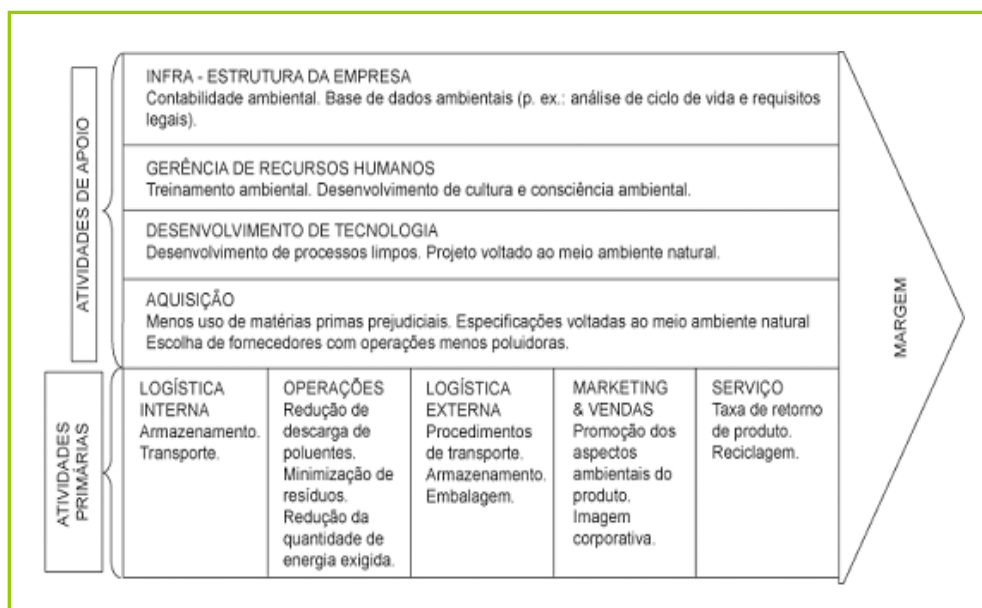 ATIVIDADES DE APOIO
INFRA - ESTRUTURA DA EMPRESA
Contabilidade ambiental. Base de dados ambientais (p. ex.: análise de ciclo de vida e requisitos
legais).
GERÊNCIA DE RECURSOS HUMANOS
Treinamento ambiental. Desenvolvimento de cultura e consciência ambiental.
DESENVOLVIMENTO DE TECNOLOGIA
Desenvolvimento de processos limpos. Projeto voltado ao meio ambiente natural.
AQUISIÇÃO
Menos uso de matérias primas prejudiciais. Especificações voltadas ao meio ambiente natural
Escolha de fornecedores com operações menos poluidoras.
ATIVIDADES
PRIMÁRIAS
LOGÍSTICA
INTERNA
Armazenamento.
Transporte.
OPERAÇÕES
Redução de
descarga de
poluentes.
Minimização de
resíduos.
Redução da
quantidade de
energia exigida.
LOGÍSTICA
EXTERNA
Procedimentos
de transporte.
Armazenamento.
Embalagem.
MARKETING
& VENDAS
Promoção dos
aspectos
ambientais do
produto.
Imagem
corporativa.
SERVIÇO
Taxa de retorno
de produto.
Reciclagem.
MARGEM